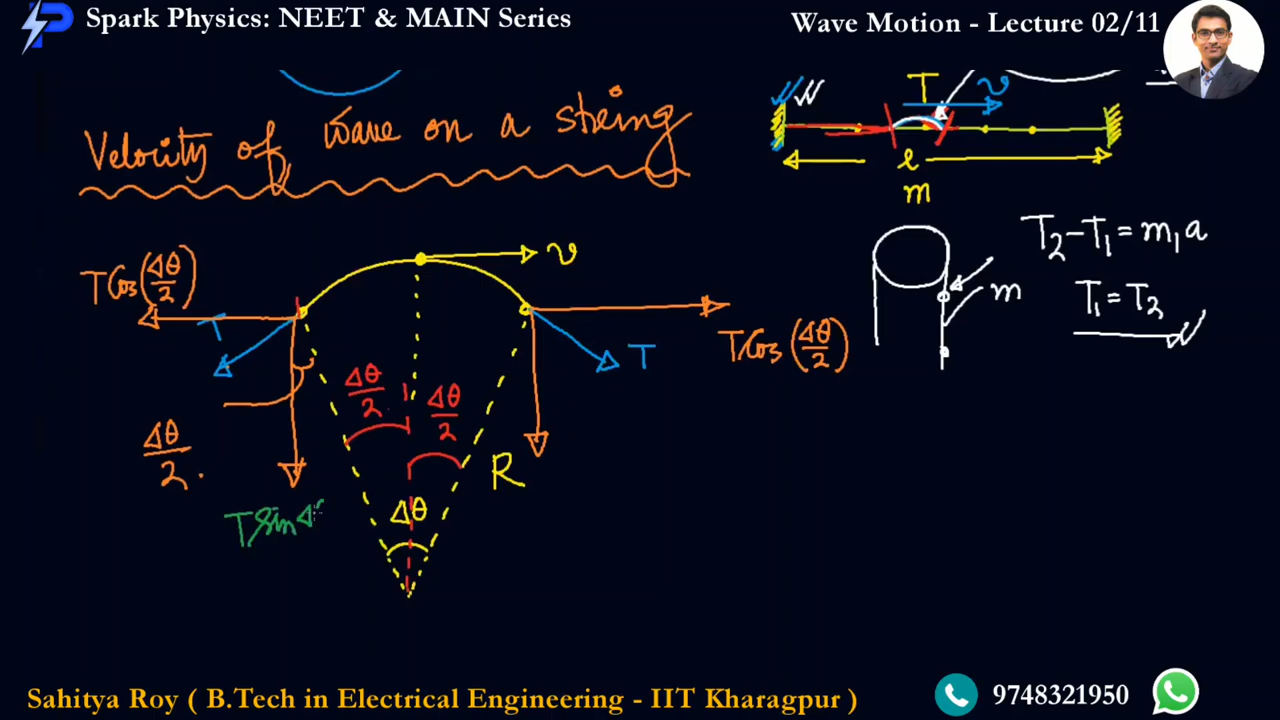 Spark Physics: NEET & MAIN Series
Wave Motion - Lecture 02/11
Velocity of wave on a string
T
v
l
m
T₂-T₁ = m₁a
T₁ = T₂
m
v
TCos(Δθ/2)
T
T
TCos(Δθ/2)
Δθ/2
Δθ/2
Δθ/2.
R
Δθ
TSinΔ
Sahitya Roy ( B.Tech in Electrical Engineering - IIT Kharagpur )
9748321950